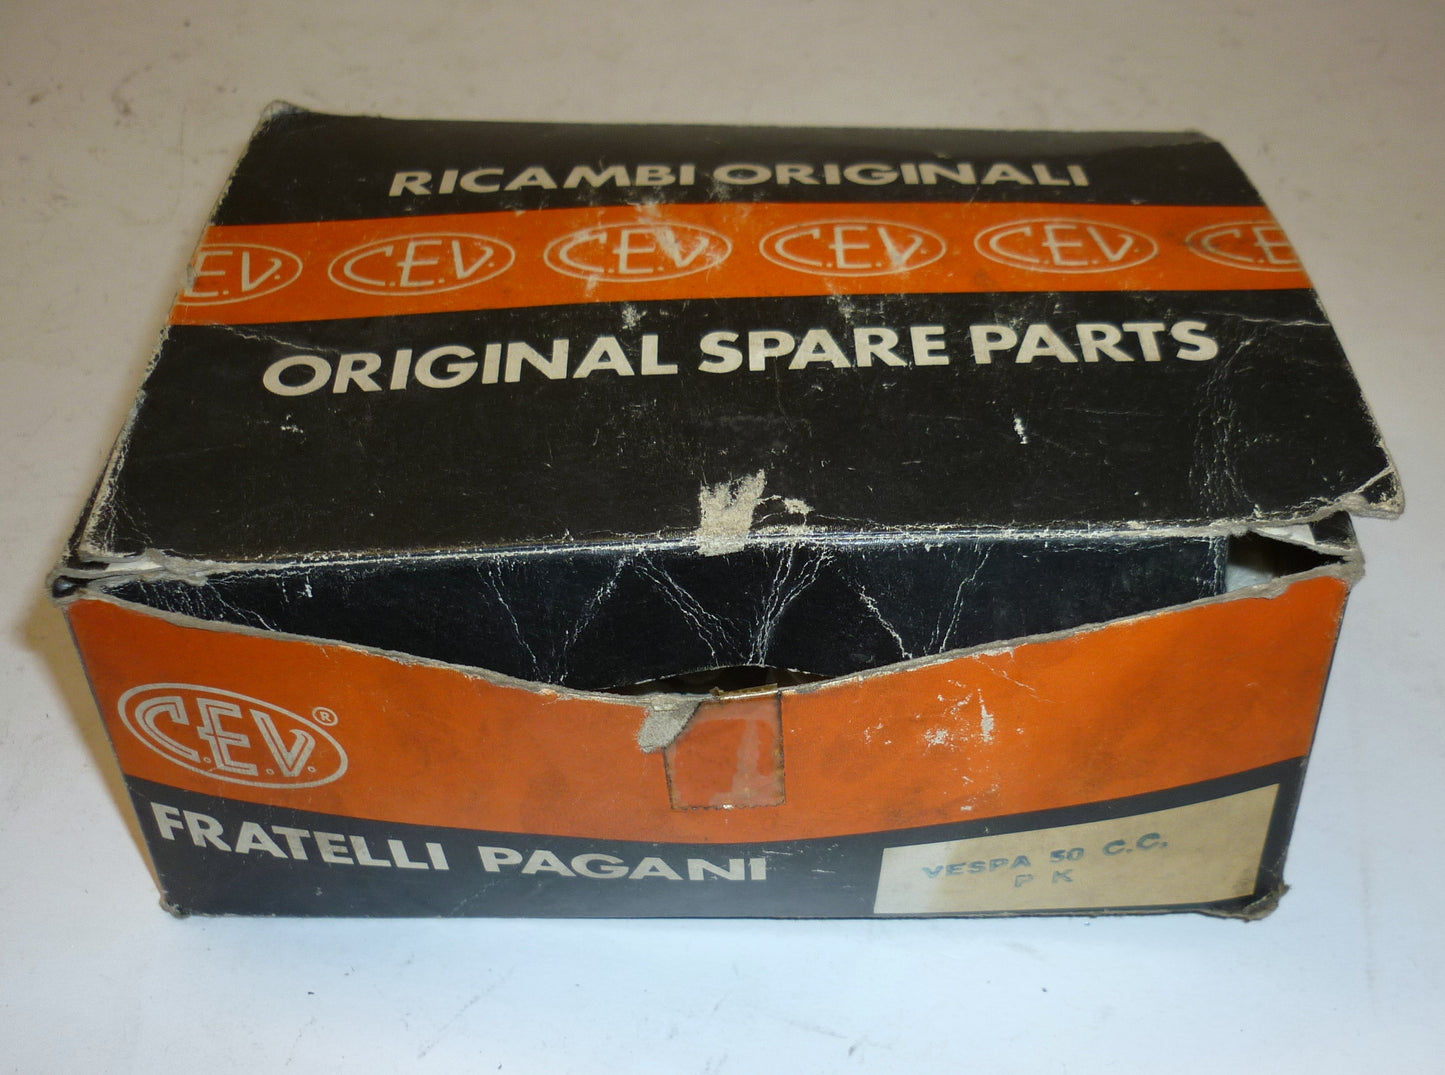 RICAMBI ORIGINALI
C.E.V. C.E.V. C.E.V. C.E.V. C.E.V. C.E.V.
ORIGINAL SPARE PARTS
C.E.V.®
FRATELLI PAGANI
VESPA 50 C.C.
P K